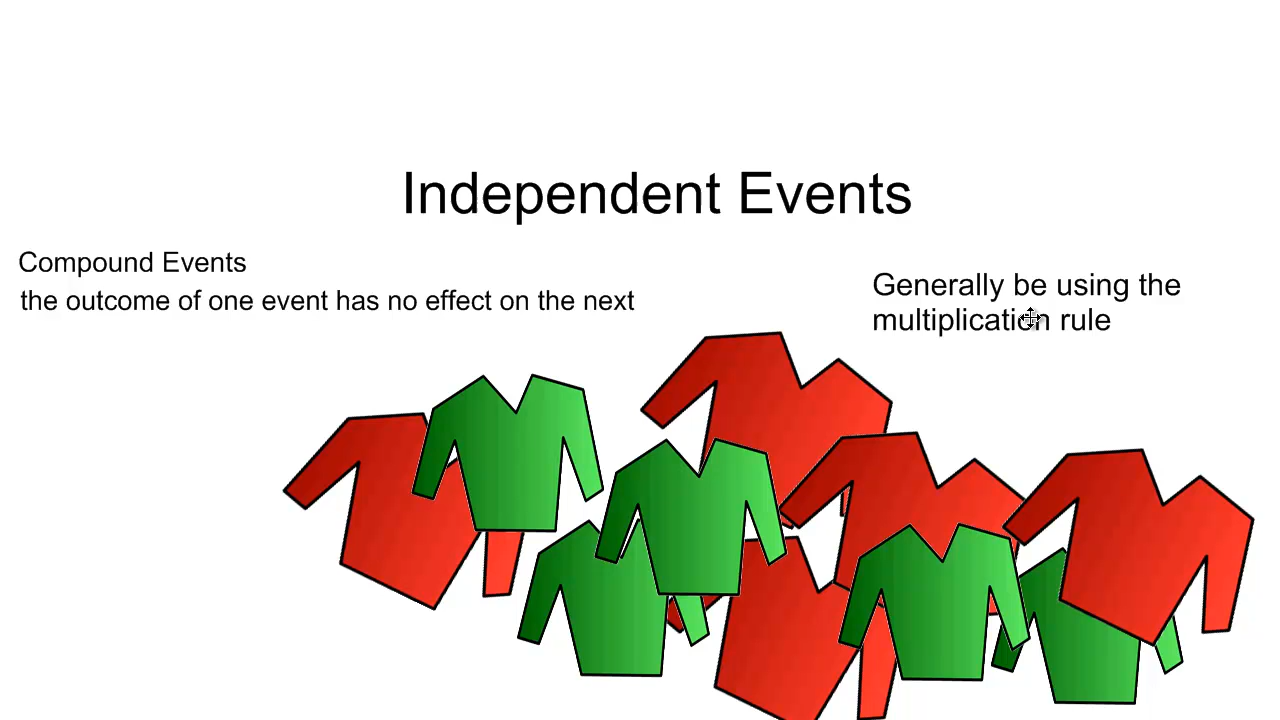 Independent Events
Compound Events
the outcome of one event has no effect on the next
Generally be using the
multiplication rule